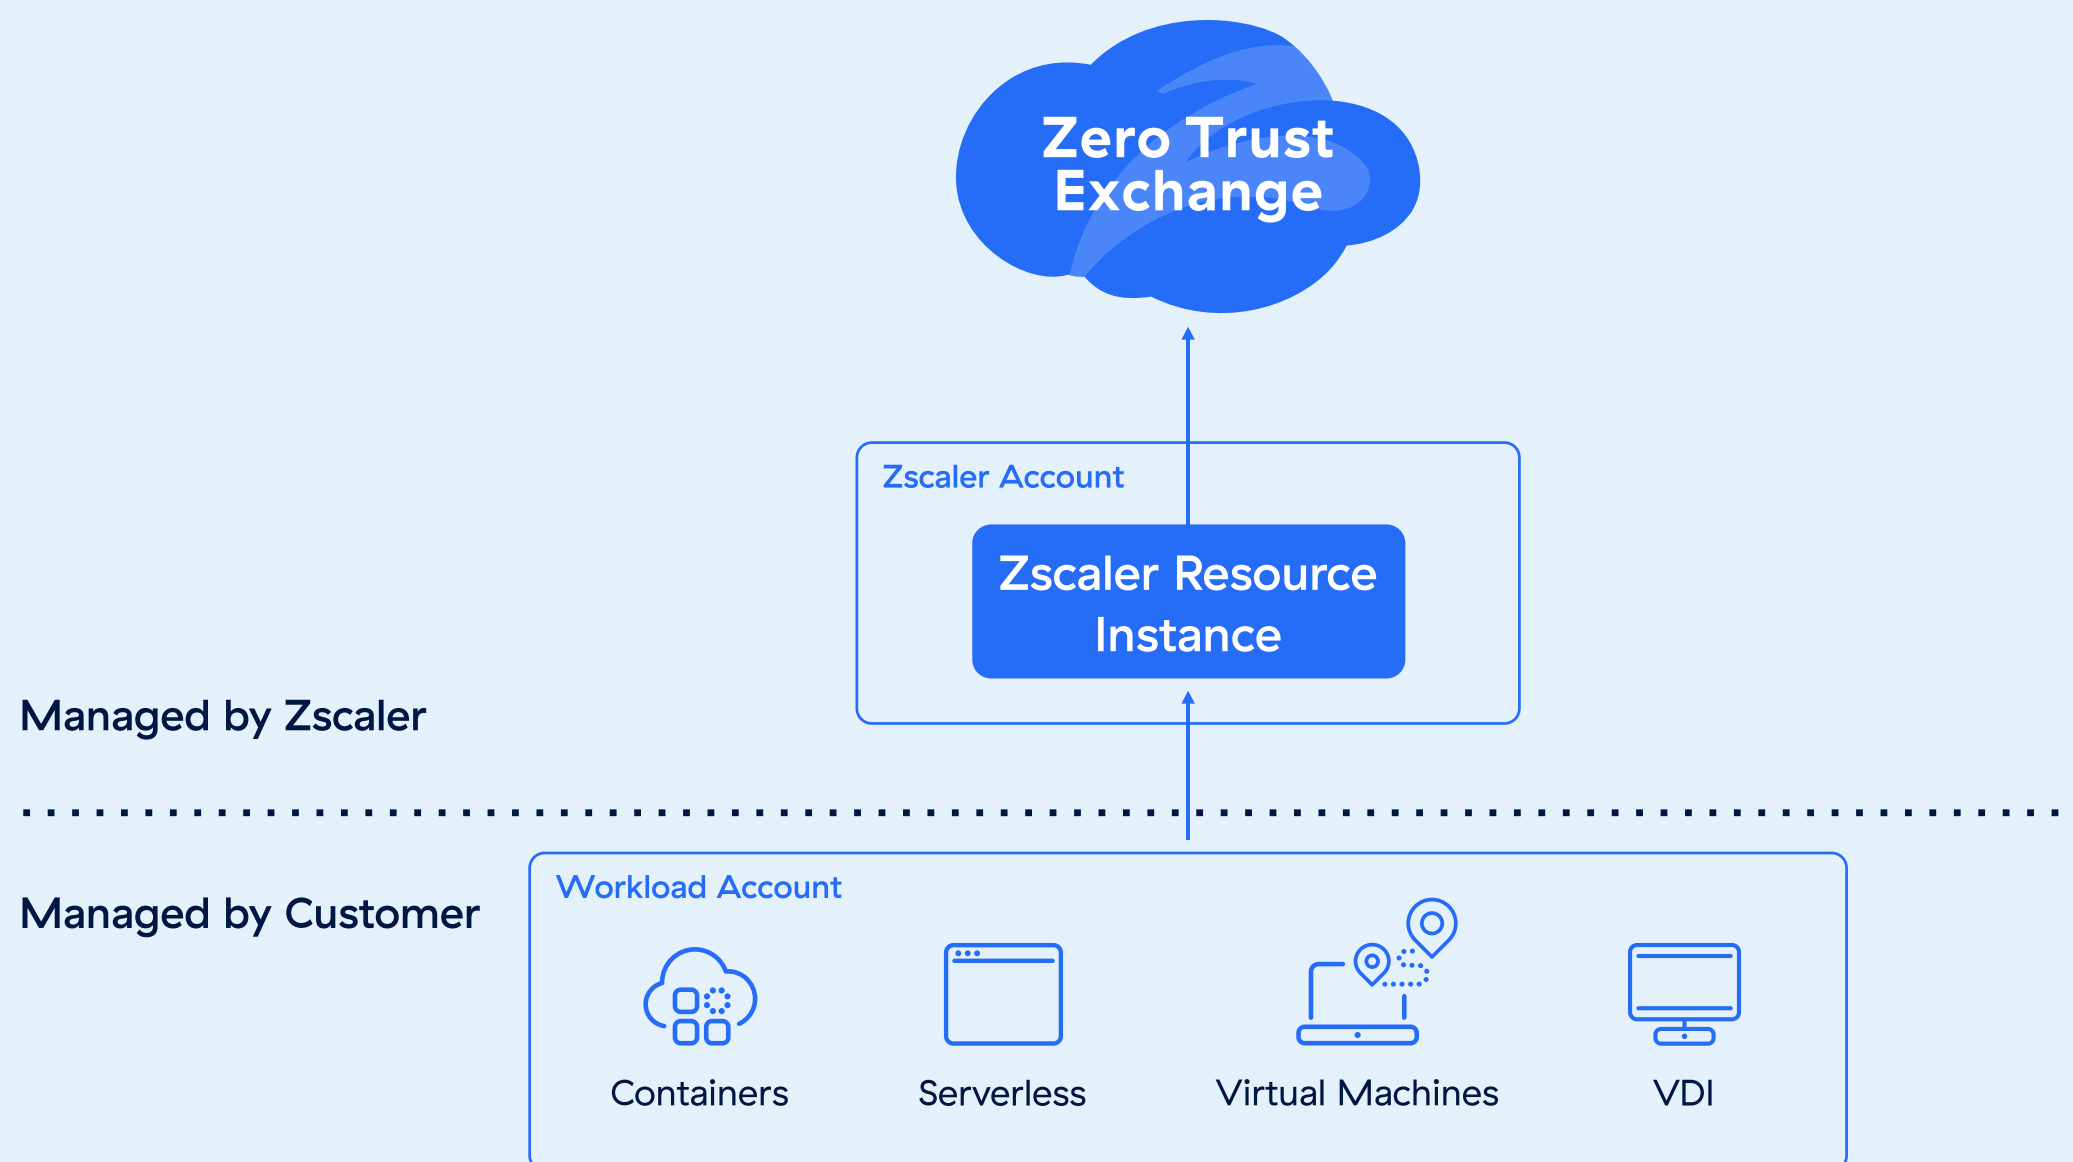 Zero Trust
Exchange
Zscaler Account
Zscaler Resource
Instance
Managed by Zscaler
Managed by Customer
Workload Account
Containers
Serverless
Virtual Machines
VDI